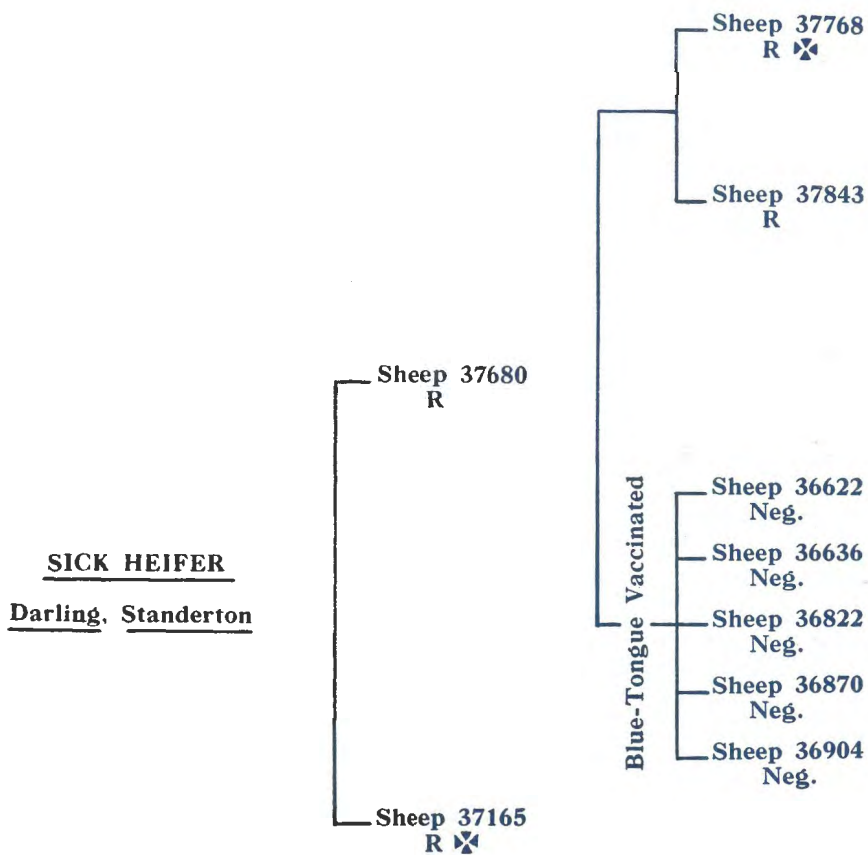 SICK HEIFER
Darling, Standerton
Sheep 37680
R
Sheep 37165
R ✠
Blue-Tongue Vaccinated
Sheep 37768
R ✠
Sheep 37843
R
Sheep 36622
Neg.
Sheep 36636
Neg.
Sheep 36822
Neg.
Sheep 36870
Neg.
Sheep 36904
Neg.